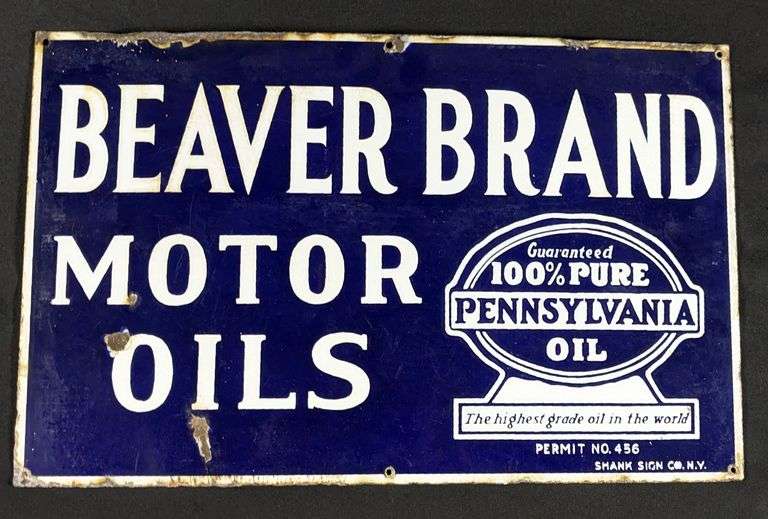 BEAVER BRAND
MOTOR
OILS
Guaranteed
100% PURE
PENNSYLVANIA
OIL
The highest grade oil in the world
PERMIT NO. 456
SHANK SIGN CO. N.Y.